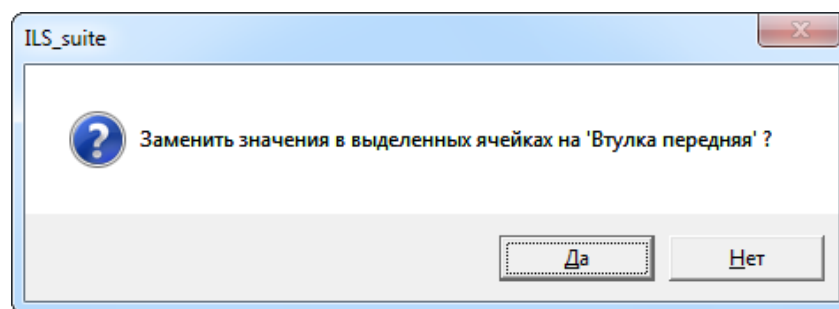 ILS_suite
Заменить значения в выделенных ячейках на 'Втулка передняя' ?
Да
Нет